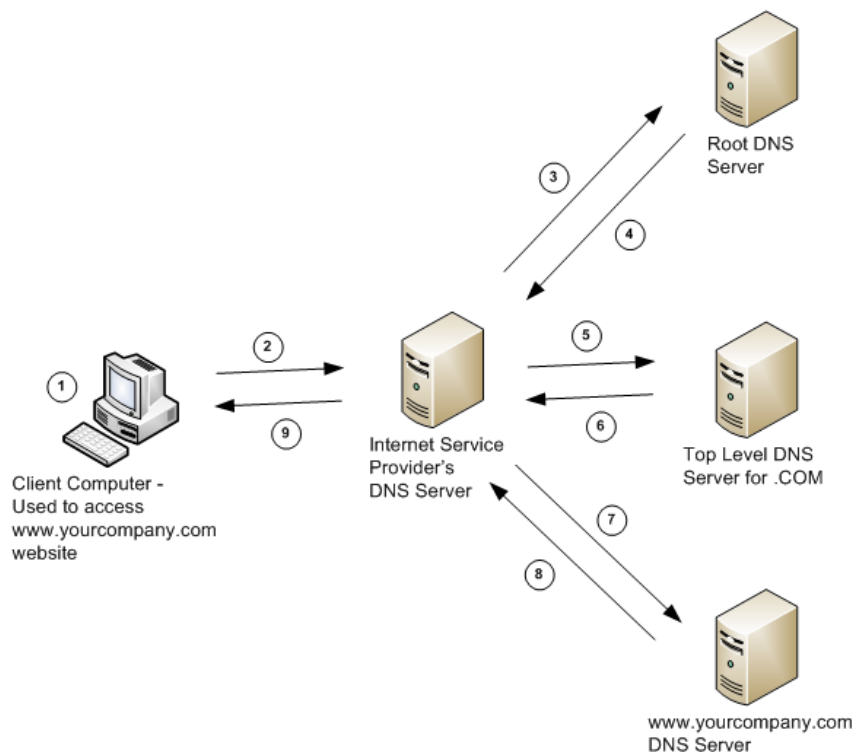 Root DNS
Server
3
4
1
2
9
Client Computer -
Used to access
www.yourcompany.com
website
Internet Service
Provider's
DNS Server
5
6
Top Level DNS
Server for .COM
7
8
www.yourcompany.com
DNS Server